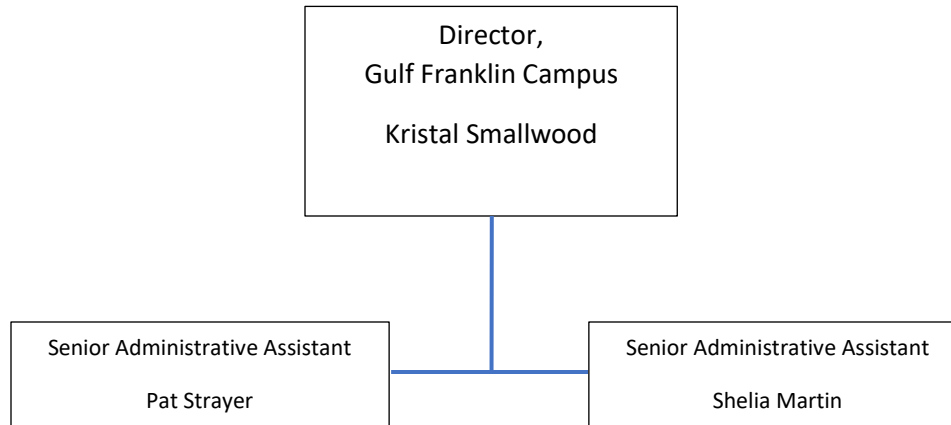 Director,
Gulf Franklin Campus
Kristal Smallwood
Senior Administrative Assistant
Pat Strayer
Senior Administrative Assistant
Shelia Martin